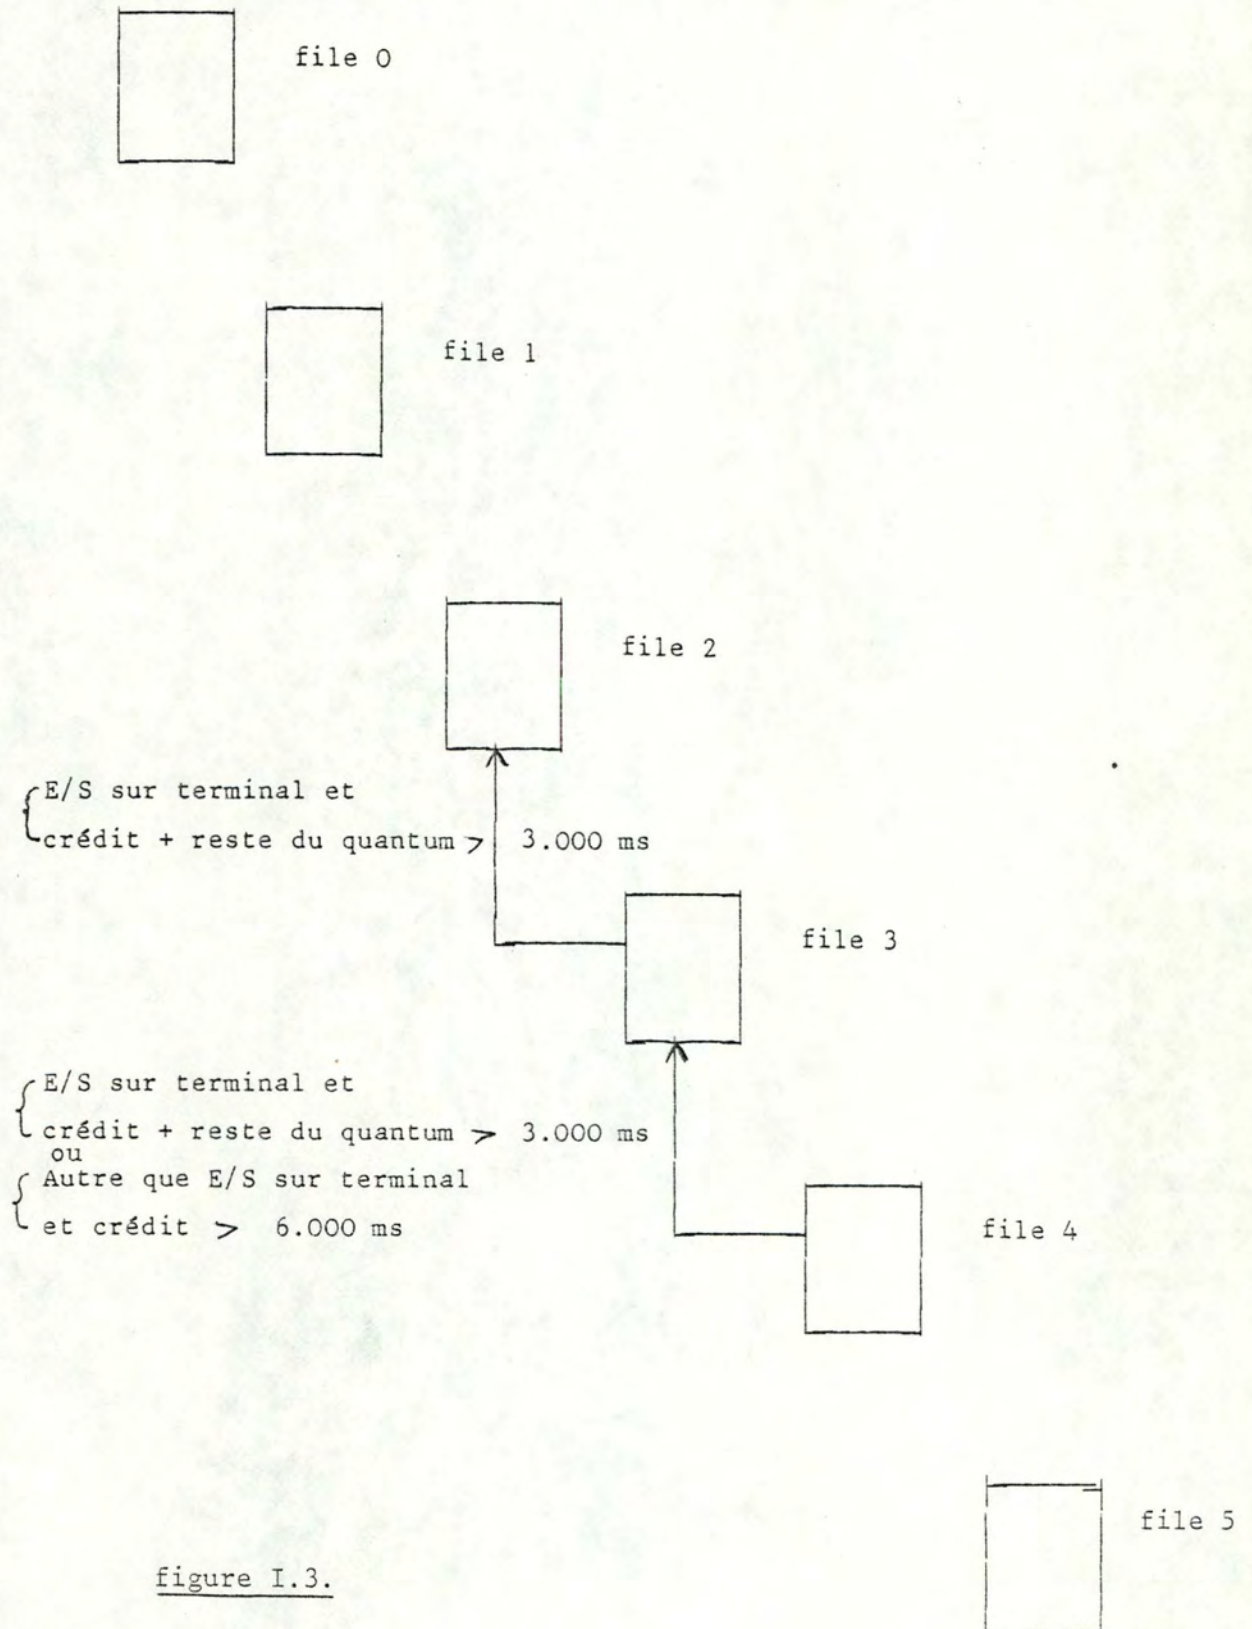 file 0
file 1
file 2
E/S sur terminal et
crédit + reste du quantum > 3.000 ms
file 3
E/S sur terminal et
crédit + reste du quantum > 3.000 ms
ou
Autre que E/S sur terminal
et crédit > 6.000 ms
file 4
file 5
figure I.3.